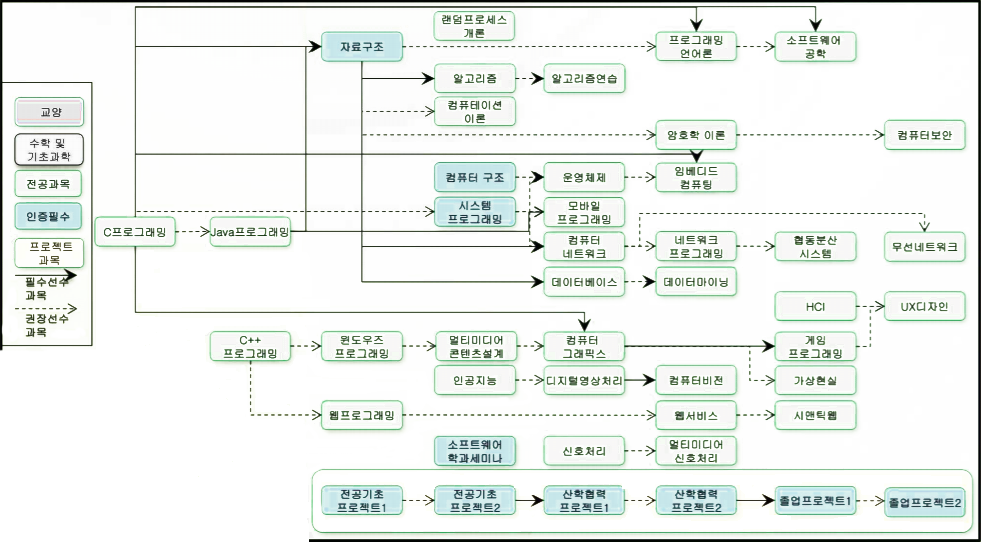 랜덤프로세스
개론
자료구조
프로그래밍
언어론
소프트웨어
공학
알고리즘
알고리즘연습
컴퓨테이션
이론
암호학 이론
컴퓨터보안
교양
수학 및
기초과학
전공과목
인증필수
프로젝트
과목
필수선수
과목
권장선수
과목
컴퓨터 구조
운영체제
임베디드
컴퓨팅
시스템
프로그래밍
모바일
프로그래밍
C프로그래밍
Java프로그래밍
컴퓨터
네트워크
네트워크
프로그래밍
협동분산
시스템
무선네트워크
데이터베이스
데이터마이닝
HCI
UX디자인
C++
프로그래밍
윈도우즈
프로그래밍
멀티미디어
콘텐츠설계
컴퓨터
그래픽스
게임
프로그래밍
인공지능
디지털영상처리
컴퓨터비전
가상현실
웹프로그래밍
웹서비스
시맨틱웹
소프트웨어
학과세미나
신호처리
멀티미디어
신호처리
전공기초
프로젝트1
전공기초
프로젝트2
산학협력
프로젝트1
산학협력
프로젝트2
졸업프로젝트1
졸업프로젝트2